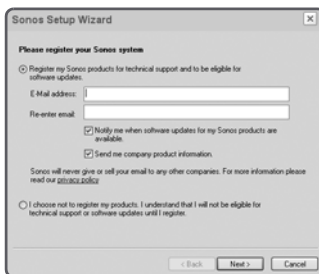 Sonos Setup Wizard
Please register your Sonos system
Register my Sonos products for technical support and to be eligible for
software updates.
E-Mail address:
Re-enter email:
Notify me when software updates for my Sonos products are
available.
Send me company product information.
Sonos will never give or sell your email to any other companies. For more information please
read our privacy policy
I choose not to register my products. I understand that I will not be eligible for
technical support or software updates until I register.
< Back
Next >
Cancel